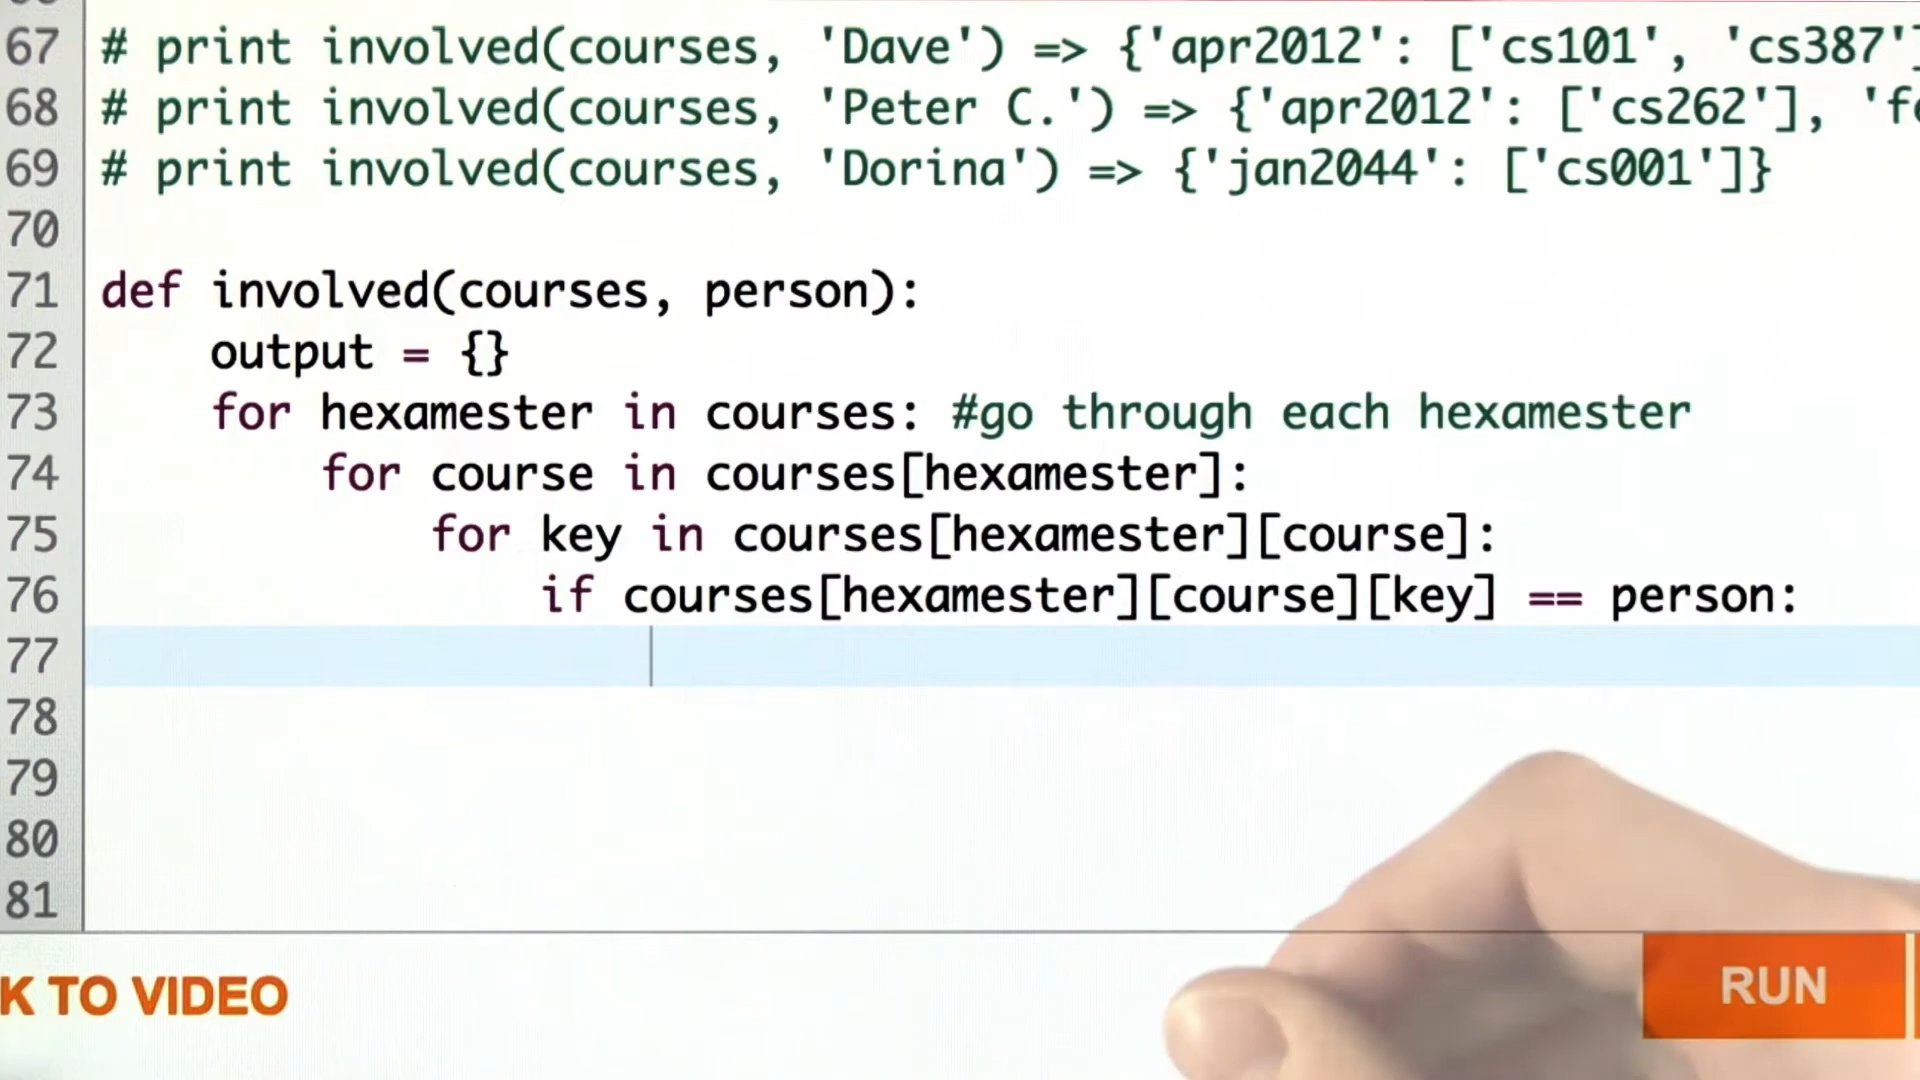 67 # print involved(courses, 'Dave') => {'apr2012': ['cs101', 'cs387']
68 # print involved(courses, 'Peter C.') => {'apr2012': ['cs262'], 'fe
69 # print involved(courses, 'Dorina') => {'jan2044': ['cs001']}
70
71 def involved(courses, person):
72     output = {}
73     for hexamester in courses: #go through each hexamester
74         for course in courses[hexamester]:
75             for key in courses[hexamester][course]:
76                 if courses[hexamester][course][key] == person:
77
78
79
80
81
K TO VIDEO
RUN